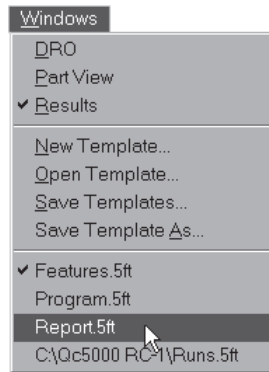 Windows
DRO
Part View
Results
New Template...
Open Template...
Save Templates...
Save Template As...
Features.5ft
Program.5ft
Report.5ft
C:\Qc5000 RC-1\Runs.5ft